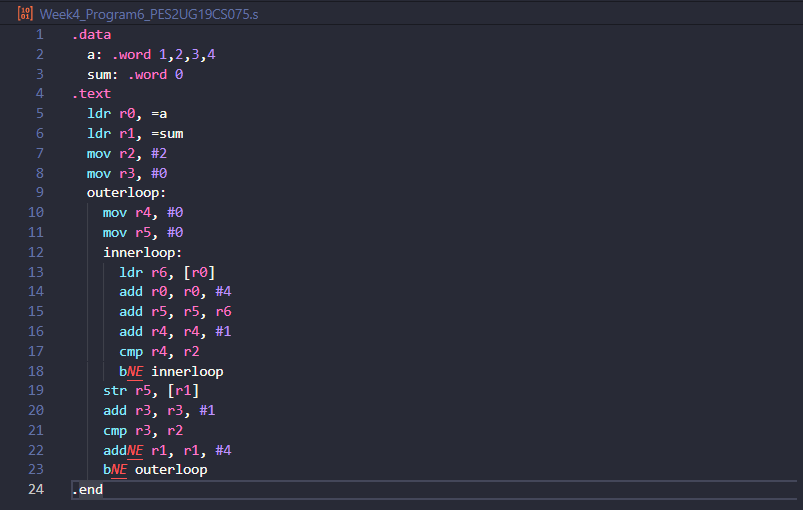 Week4_Program6_PES2UG19CS075.s
1 .data
2 a: .word 1,2,3,4
3 sum: .word 0
4 .text
5 ldr r0, =a
6 ldr r1, =sum
7 mov r2, #2
8 mov r3, #0
9 outerloop:
10 mov r4, #0
11 mov r5, #0
12 innerloop:
13 ldr r6, [r0]
14 add r0, r0, #4
15 add r5, r5, r6
16 add r4, r4, #1
17 cmp r4, r2
18 bNE innerloop
19 str r5, [r1]
20 add r3, r3, #1
21 cmp r3, r2
22 addNE r1, r1, #4
23 bNE outerloop
24 .end